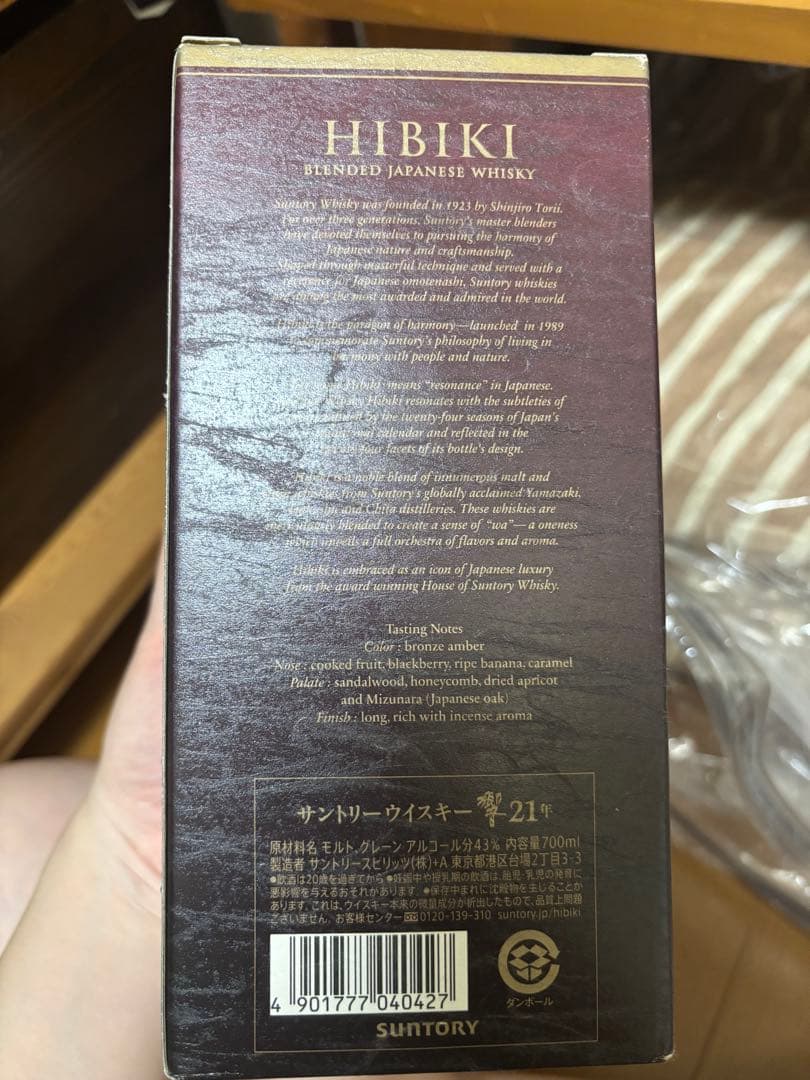 HIBIKI
BLENDED JAPANESE WHISKY
Suntory Whisky was founded in 1923 by Shinjiro Torii.
For over three generations, Suntory's master blenders
have devoted themselves to pursuing the harmony of
Japanese nature and craftsmanship.
Shaped through masterful technique and served with a
reverence for Japanese omotenashi, Suntory whiskies
are among the most awarded and admired in the world.
Hibiki is the paragon of harmony—launched in 1989
to commemorate Suntory's philosophy of living in
harmony with people and nature.
Hibiki means "resonance" in Japanese.
Hibiki resonates with the subtleties of
by the twenty-four seasons of Japan's
calendar and reflected in the
four facets of its bottle's design.
Hibiki is a noble blend of innumerous malt and
whiskies from Suntory's globally acclaimed Yamazaki,
and Chita distilleries. These whiskies are
blended to create a sense of "wa"—a oneness
which unveils a full orchestra of flavors and aroma.
Hibiki is embraced as an icon of Japanese luxury
from the award winning House of Suntory Whisky.
Tasting Notes
Color : bronze amber
Nose : cooked fruit, blackberry, ripe banana, caramel
Palate : sandalwood, honeycomb, dried apricot
and Mizunara (Japanese oak)
Finish : long, rich with incense aroma
サントリーウイスキー 響 21年
原材料名 モルト、グレーン アルコール分43% 内容量700ml
製造者 サントリースピリッツ(株)+A 東京都港区台場2丁目3-3
●飲酒は20歳を過ぎてから ●妊娠中や授乳期の飲酒は、胎児・乳児の発育に
悪影響を与えるおそれがあります。 ●保存中まれに沈殿物を生じることが
あります。これは、ウイスキー本来の微量成分が析出したもので、品質上問題
ございません。お客様センター 0120-139-310 suntory.jp/hibiki
4 901777 040427
ダンボール
SUNTORY